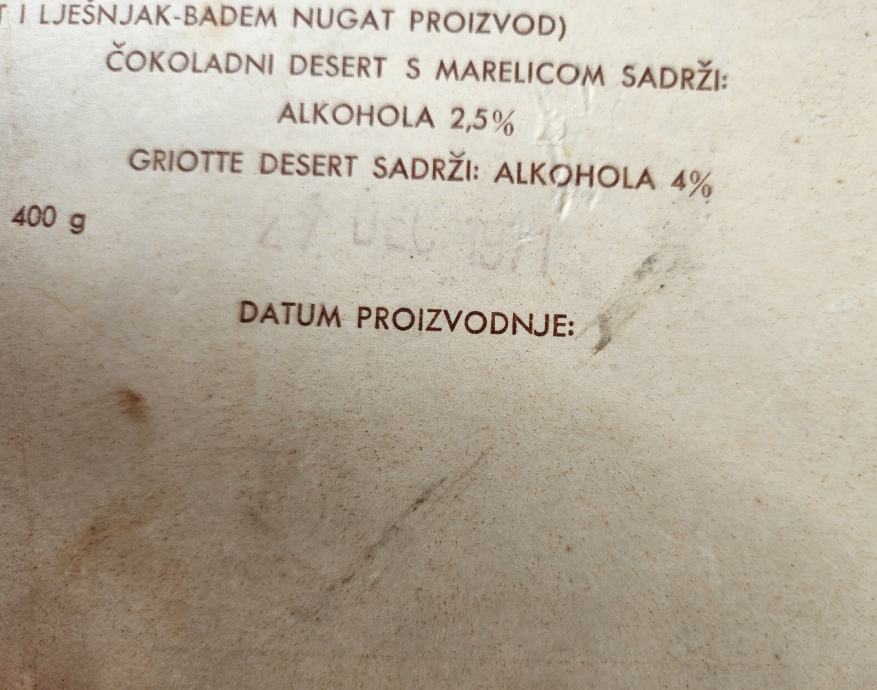 I LJEŠNJAK-BADEM NUGAT PROIZVOD)
ČOKOLADNI DESERT S MARELICOM SADRŽI:
ALKOHOLA 2,5%
GRIOTTE DESERT SADRŽI: ALKOHOLA 4%
400 g
DATUM PROIZVODNJE: